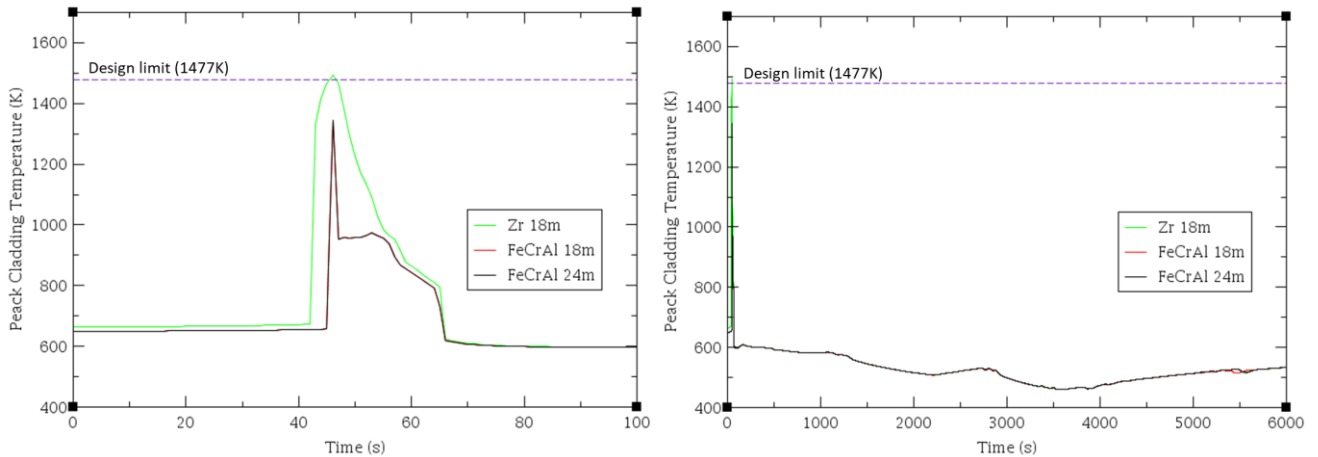 1600
1400
1200
1000
800
600
400
Peack Cladding Temperature (K)
Design limit (1477K)
Zr 18m
FeCrAl 18m
FeCrAl 24m
0 20 40 60 80 100
Time (s)
1600
1400
1200
1000
800
600
400
Peack Cladding Temperature (K)
Design limit (1477K)
Zr 18m
FeCrAl 18m
FeCrAl 24m
0 1000 2000 3000 4000 5000 6000
Time (s)